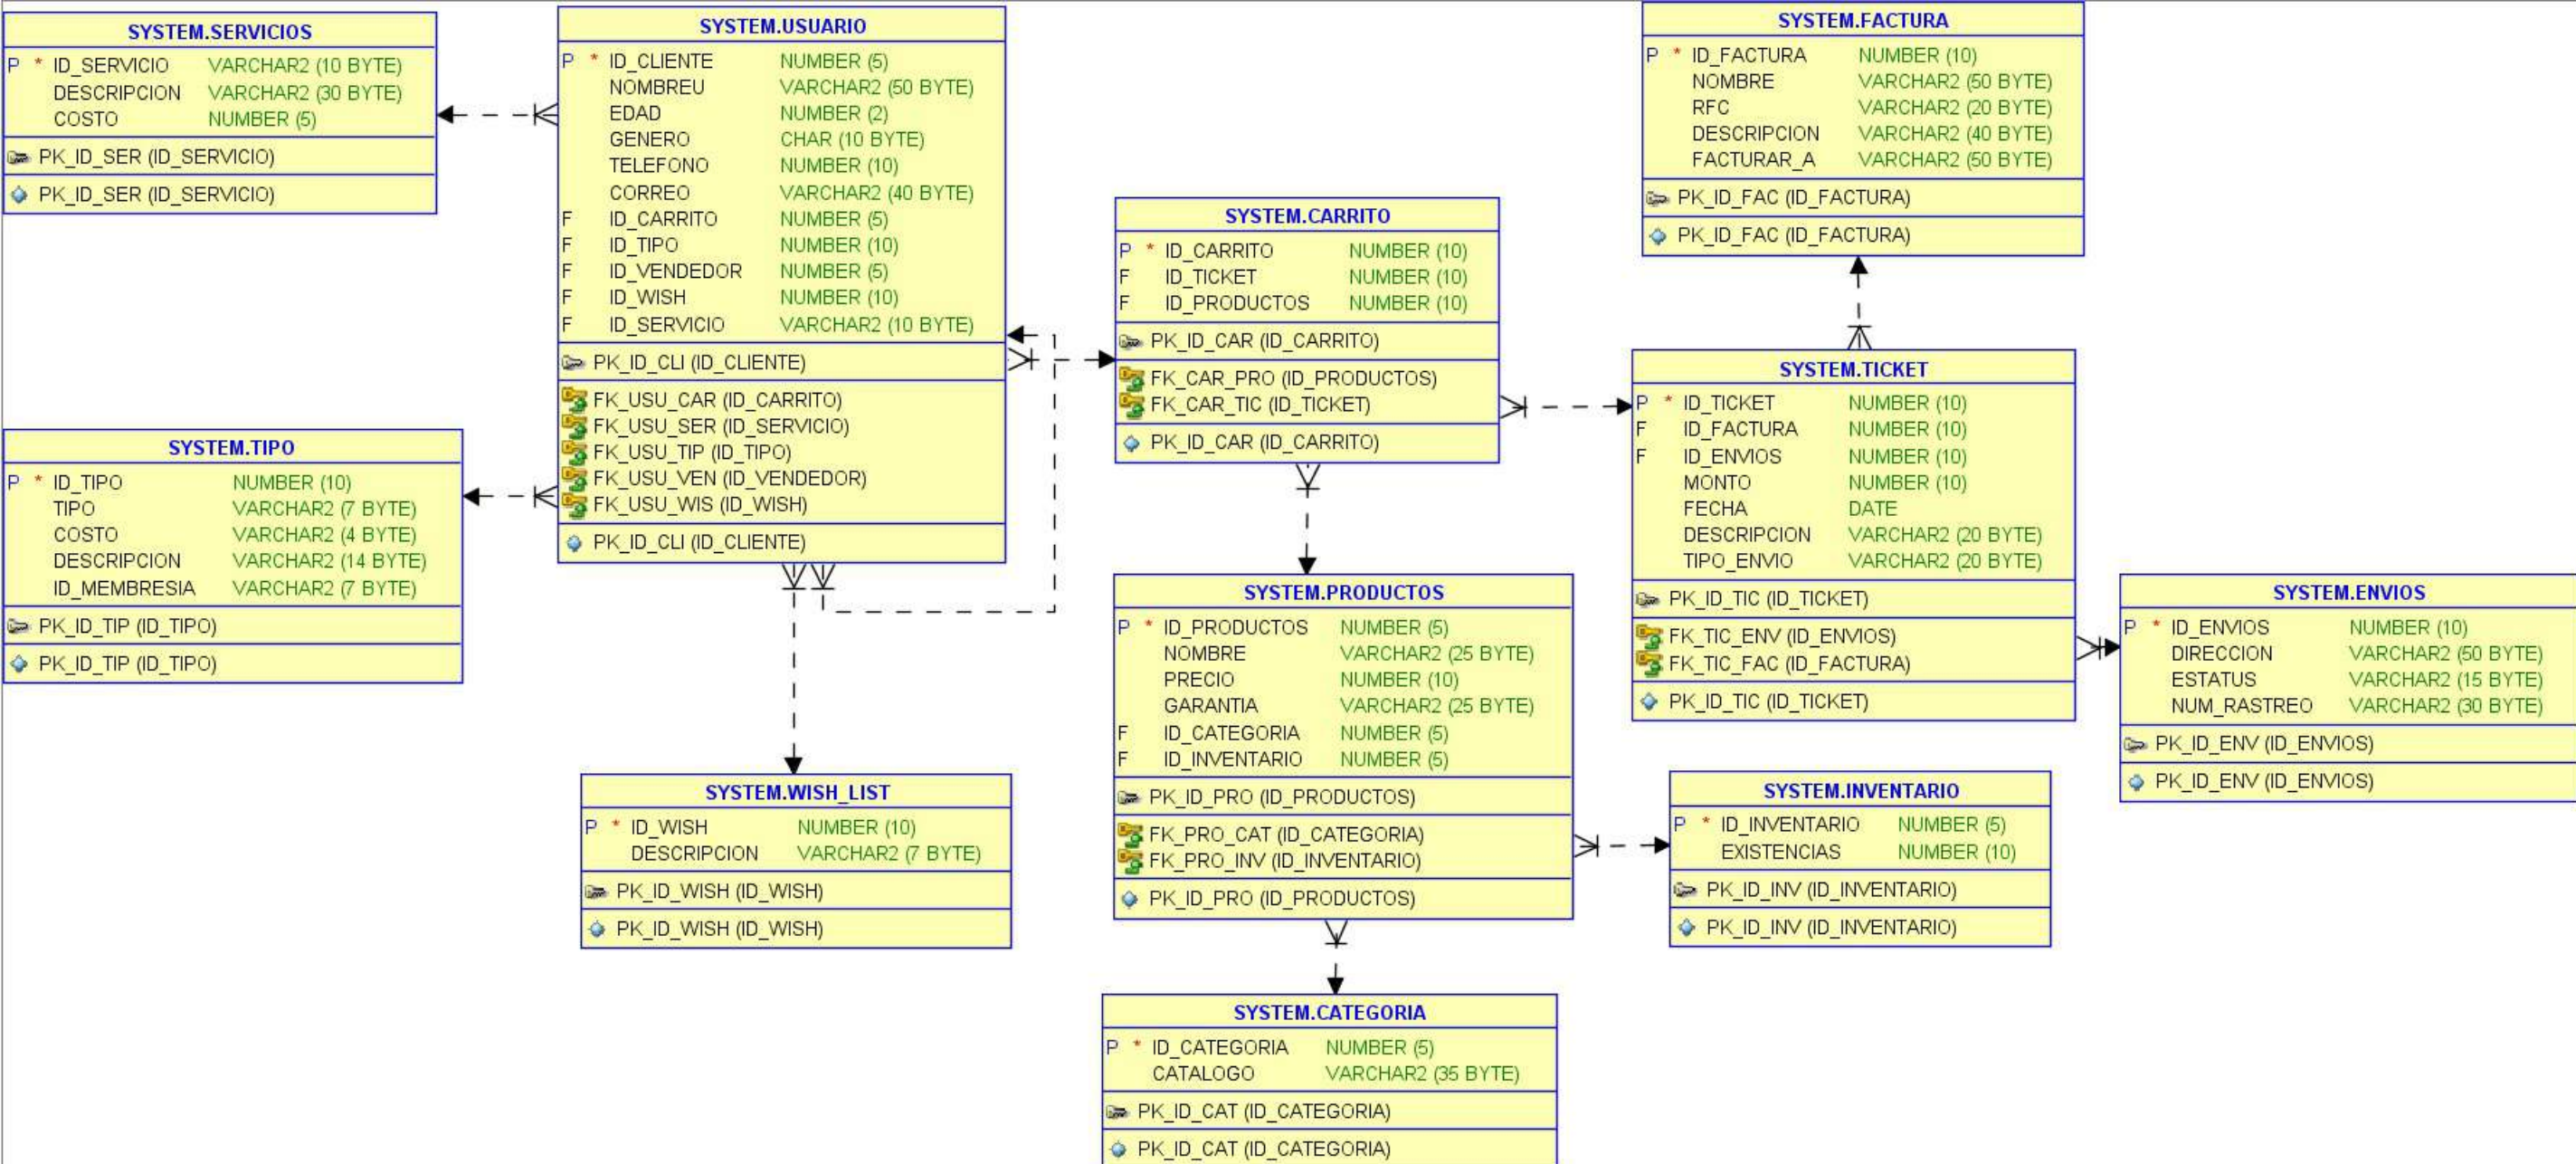 SYSTEM.SERVICIOS
P * ID_SERVICIO VARCHAR2 (10 BYTE)
DESCRIPCION VARCHAR2 (30 BYTE)
COSTO NUMBER (5)
PK_ID_SER (ID_SERVICIO)
PK_ID_SER (ID_SERVICIO)
SYSTEM.USUARIO
P * ID_CLIENTE NUMBER (5)
NOMBREU VARCHAR2 (50 BYTE)
EDAD NUMBER (2)
GENERO CHAR (10 BYTE)
TELEFONO NUMBER (10)
CORREO VARCHAR2 (40 BYTE)
F ID_CARRITO NUMBER (5)
F ID_TIPO NUMBER (10)
F ID_VENDEDOR NUMBER (5)
F ID_WISH NUMBER (10)
F ID_SERVICIO VARCHAR2 (10 BYTE)
PK_ID_CLI (ID_CLIENTE)
FK_USU_CAR (ID_CARRITO)
FK_USU_SER (ID_SERVICIO)
FK_USU_TIP (ID_TIPO)
FK_USU_VEN (ID_VENDEDOR)
FK_USU_WIS (ID_WISH)
PK_ID_CLI (ID_CLIENTE)
SYSTEM.FACTURA
P * ID_FACTURA NUMBER (10)
NOMBRE VARCHAR2 (50 BYTE)
RFC VARCHAR2 (20 BYTE)
DESCRIPCION VARCHAR2 (40 BYTE)
FACTURAR_A VARCHAR2 (50 BYTE)
PK_ID_FAC (ID_FACTURA)
PK_ID_FAC (ID_FACTURA)
SYSTEM.CARRITO
P * ID_CARRITO NUMBER (10)
F ID_TICKET NUMBER (10)
F ID_PRODUCTOS NUMBER (10)
PK_ID_CAR (ID_CARRITO)
FK_CAR_PRO (ID_PRODUCTOS)
FK_CAR_TIC (ID_TICKET)
PK_ID_CAR (ID_CARRITO)
SYSTEM.TICKET
P * ID_TICKET NUMBER (10)
F ID_FACTURA NUMBER (10)
F ID_ENVIOS NUMBER (10)
MONTO NUMBER (10)
FECHA DATE
DESCRIPCION VARCHAR2 (20 BYTE)
TIPO_ENVIO VARCHAR2 (20 BYTE)
PK_ID_TIC (ID_TICKET)
FK_TIC_ENV (ID_ENVIOS)
FK_TIC_FAC (ID_FACTURA)
PK_ID_TIC (ID_TICKET)
SYSTEM.TIPO
P * ID_TIPO NUMBER (10)
TIPO VARCHAR2 (7 BYTE)
COSTO VARCHAR2 (4 BYTE)
DESCRIPCION VARCHAR2 (14 BYTE)
ID_MEMBRESIA VARCHAR2 (7 BYTE)
PK_ID_TIP (ID_TIPO)
PK_ID_TIP (ID_TIPO)
SYSTEM.PRODUCTOS
P * ID_PRODUCTOS NUMBER (5)
NOMBRE VARCHAR2 (25 BYTE)
PRECIO NUMBER (10)
GARANTIA VARCHAR2 (25 BYTE)
F ID_CATEGORIA NUMBER (5)
F ID_INVENTARIO NUMBER (5)
PK_ID_PRO (ID_PRODUCTOS)
FK_PRO_CAT (ID_CATEGORIA)
FK_PRO_INV (ID_INVENTARIO)
PK_ID_PRO (ID_PRODUCTOS)
SYSTEM.ENVIOS
P * ID_ENVIOS NUMBER (10)
DIRECCION VARCHAR2 (50 BYTE)
ESTATUS VARCHAR2 (15 BYTE)
NUM_RASTREO VARCHAR2 (30 BYTE)
PK_ID_ENV (ID_ENVIOS)
PK_ID_ENV (ID_ENVIOS)
SYSTEM.WISH_LIST
P * ID_WISH NUMBER (10)
DESCRIPCION VARCHAR2 (7 BYTE)
PK_ID_WISH (ID_WISH)
PK_ID_WISH (ID_WISH)
SYSTEM.INVENTARIO
P * ID_INVENTARIO NUMBER (5)
EXISTENCIAS NUMBER (10)
PK_ID_INV (ID_INVENTARIO)
PK_ID_INV (ID_INVENTARIO)
SYSTEM.CATEGORIA
P * ID_CATEGORIA NUMBER (5)
CATALOGO VARCHAR2 (35 BYTE)
PK_ID_CAT (ID_CATEGORIA)
PK_ID_CAT (ID_CATEGORIA)